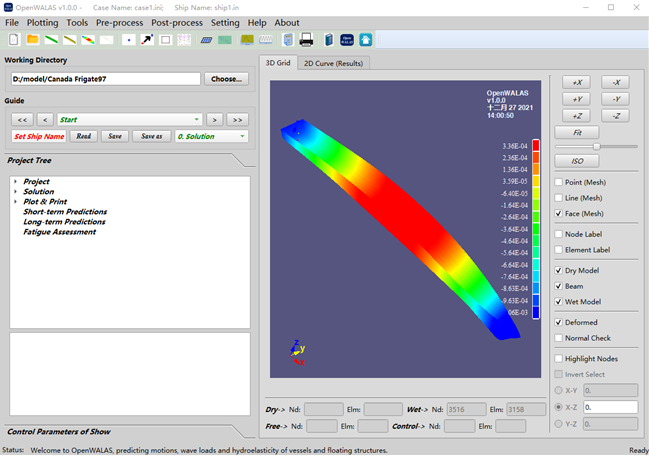 OpenWALAS v1.0.0 - Case Name: case1.inj; Ship Name: ship1.in
File Plotting Tools Pre-process Post-process Setting Help About
Working Directory
D:/model/Canada Frigate97 Choose...
Guide
<< < Start > >>
Set Ship Name Read Save Save as 0. Solution
Project Tree
Project
Solution
Plot & Print
Short-term Predictions
Long-term Predictions
Fatigue Assessment
Control Parameters of Show
3D Grid 2D Curve (Results)
OpenWALAS
v1.0.0
十二月 27 2021
14:00:50
3.36E-04
2.36E-04
1.36E-04
3.59E-05
-6.40E-05
-1.64E-04
-2.64E-04
-3.64E-04
-4.64E-04
-5.64E-04
-6.64E-04
-7.64E-04
-8.63E-04
-9.63E-04
.06E-03
Z
Y
X
Dry-> Nd: Elm: Wet-> Nd: 3516 Elm: 3158
Free-> Nd: Elm: Control-> Nd: Elm:
+X -X
+Y -Y
+Z -Z
Fit
ISO
Point (Mesh)
Line (Mesh)
Face (Mesh)
Node Label
Element Label
Dry Model
Beam
Wet Model
Deformed
Normal Check
Highlight Nodes
Invert Select
X-Y 0.
X-Z 0.
Y-Z 0.
Status: Welcome to OpenWALAS, predicting motions, wave loads and hydroelasticity of vessels and floating structures. Ready